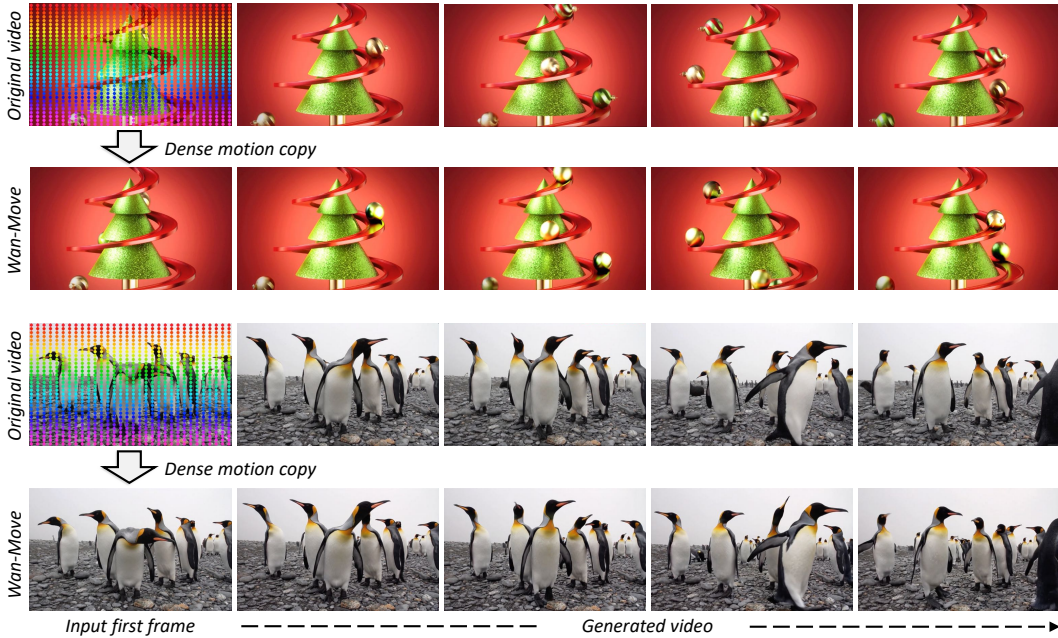 Original video
Dense motion copy
Wan-Move
Original video
Dense motion copy
Wan-Move
Input first frame
Generated video